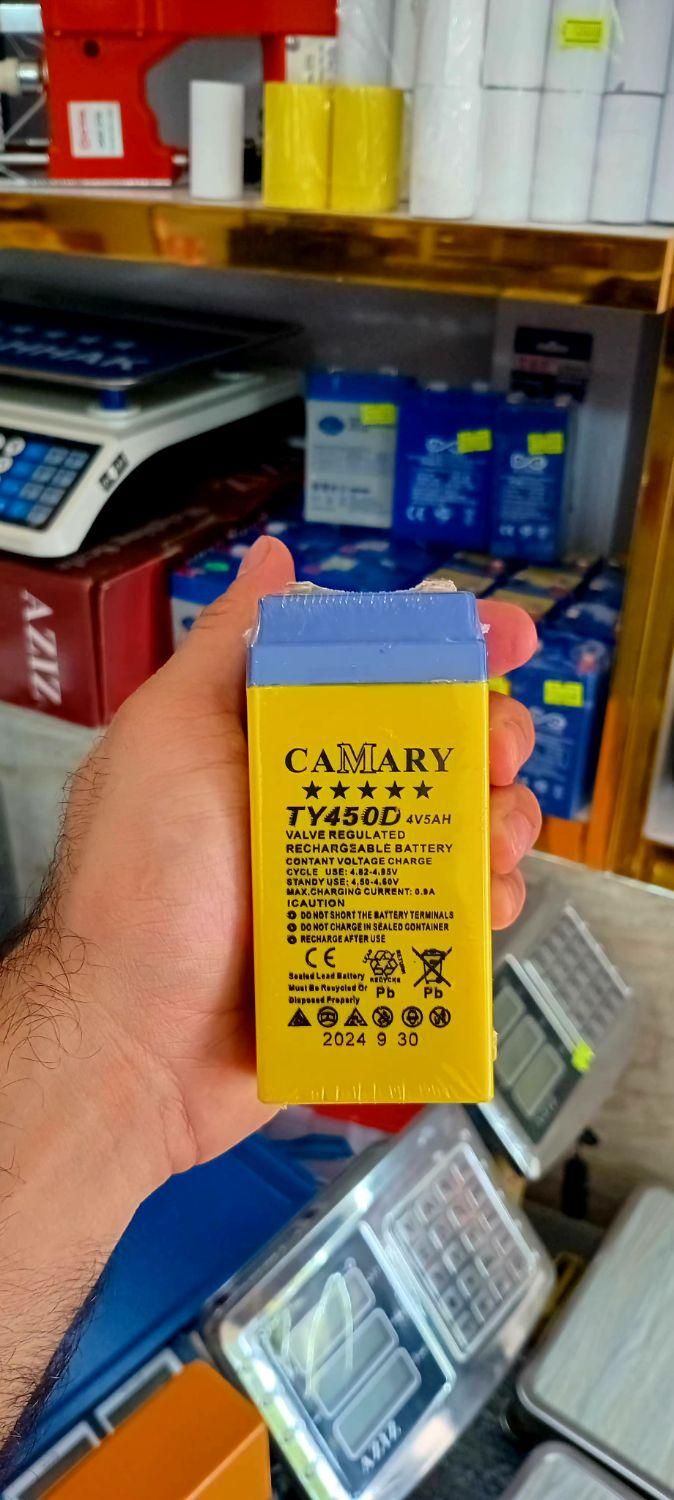 AZIZ
CAMARY
★★★★★
TY450D 4V5AH
VALVE REGULATED
RECHARGEABLE BATTERY
CONTANT VOLTAGE CHARGE
CYCLE USE: 4.82-4.95V
STANDY USE: 4.50-4.60V
MAX.CHARGING CURRENT: 0.9A
ICAUTION
DO NOT SHORT THE BATTERY TERMINALS
DO NOT CHARGE IN SEALED CONTAINER
RECHARGE AFTER USE
CE
Sealed Lead Battery
Must Be Recycled Or
Disposed Properly
RECYCLE
Pb Pb
2024 9 30
AZIZ